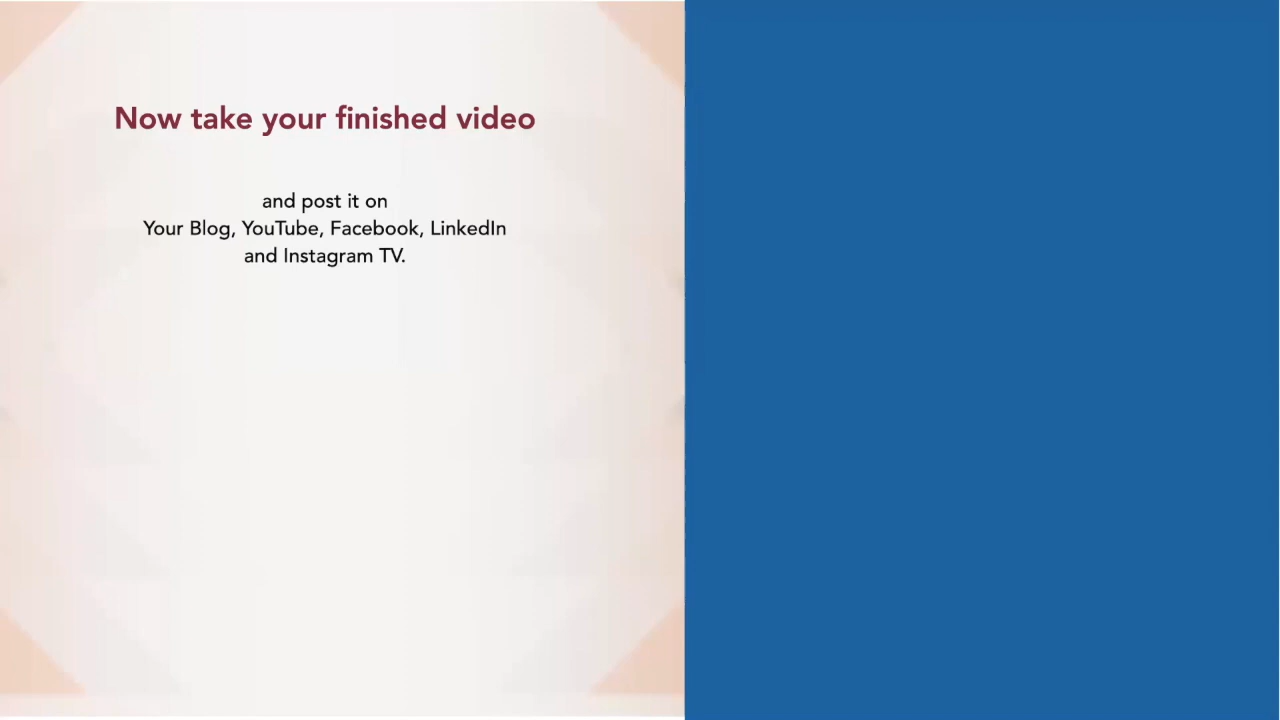 Now take your finished video
and post it on
Your Blog, YouTube, Facebook, LinkedIn
and Instagram TV.